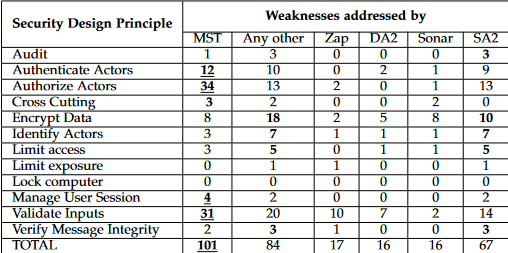 Security Design Principle Weaknesses addressed by
MST Any other Zap DA2 Sonar SA2
Audit 1 3 0 0 0 3
Authenticate Actors 12 10 0 2 1 9
Authorize Actors 34 13 2 0 1 13
Cross Cutting 3 2 0 0 2 0
Encrypt Data 8 18 2 5 8 10
Identify Actors 3 7 1 1 1 7
Limit access 3 5 0 1 1 5
Limit exposure 0 1 1 0 0 1
Lock computer 0 0 0 0 0 0
Manage User Session 4 2 0 0 0 2
Validate Inputs 31 20 10 7 2 14
Verify Message Integrity 2 3 1 0 0 3
TOTAL 101 84 17 16 16 67